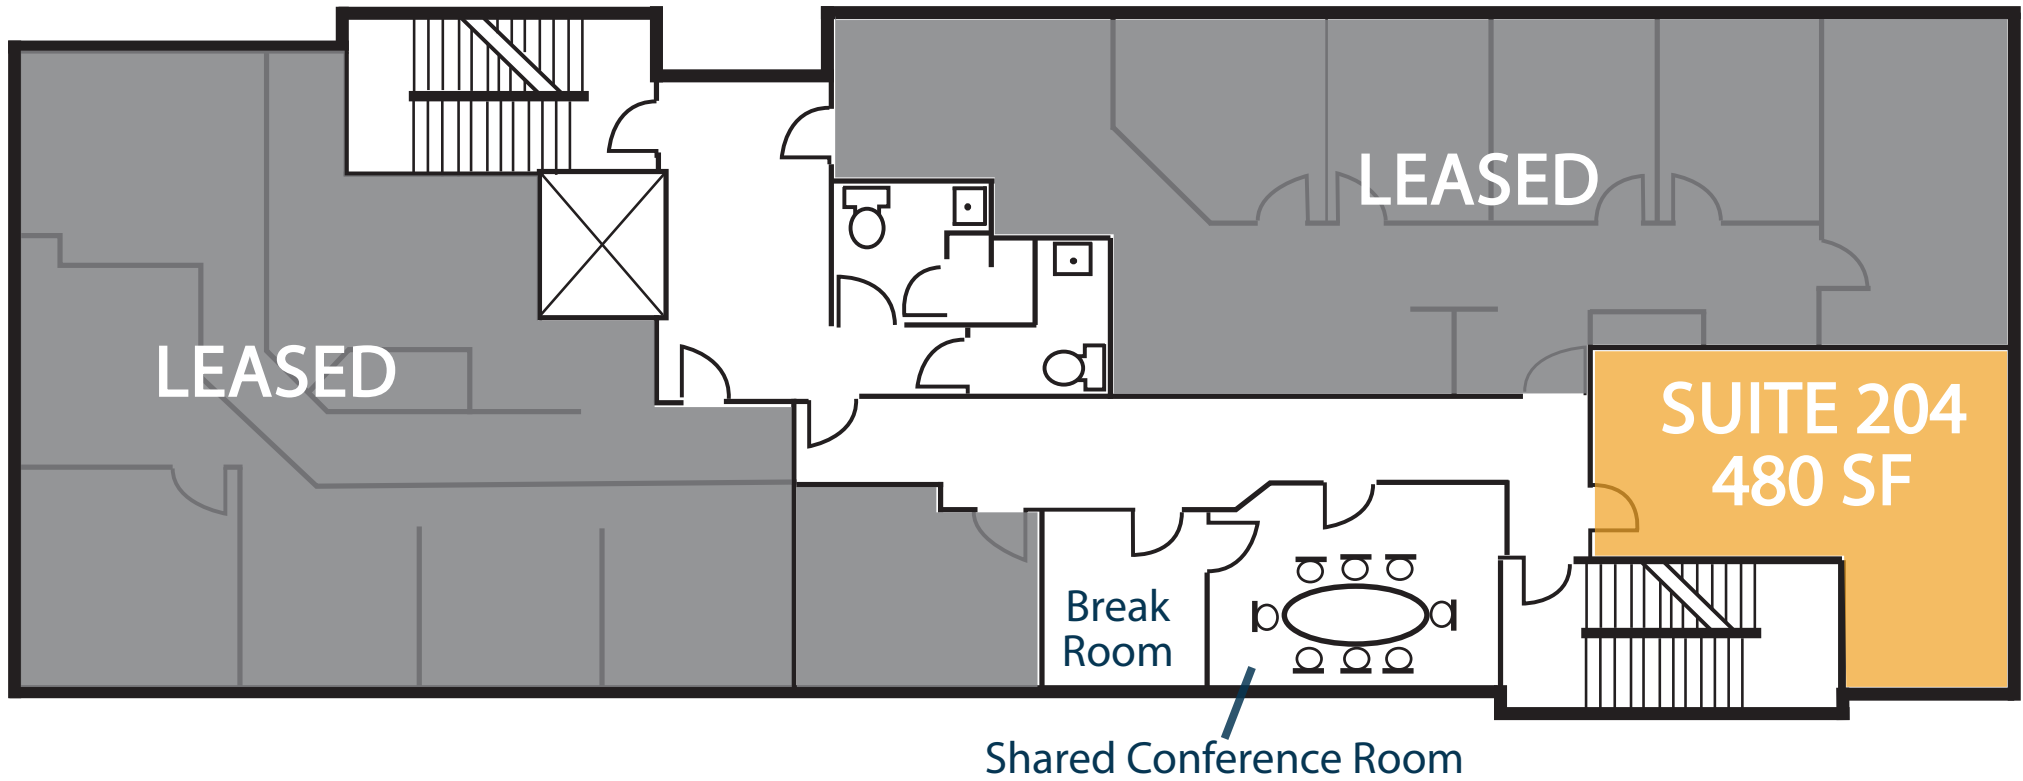 LEASED
LEASED
SUITE 204
480 SF
Break
Room
Shared Conference Room